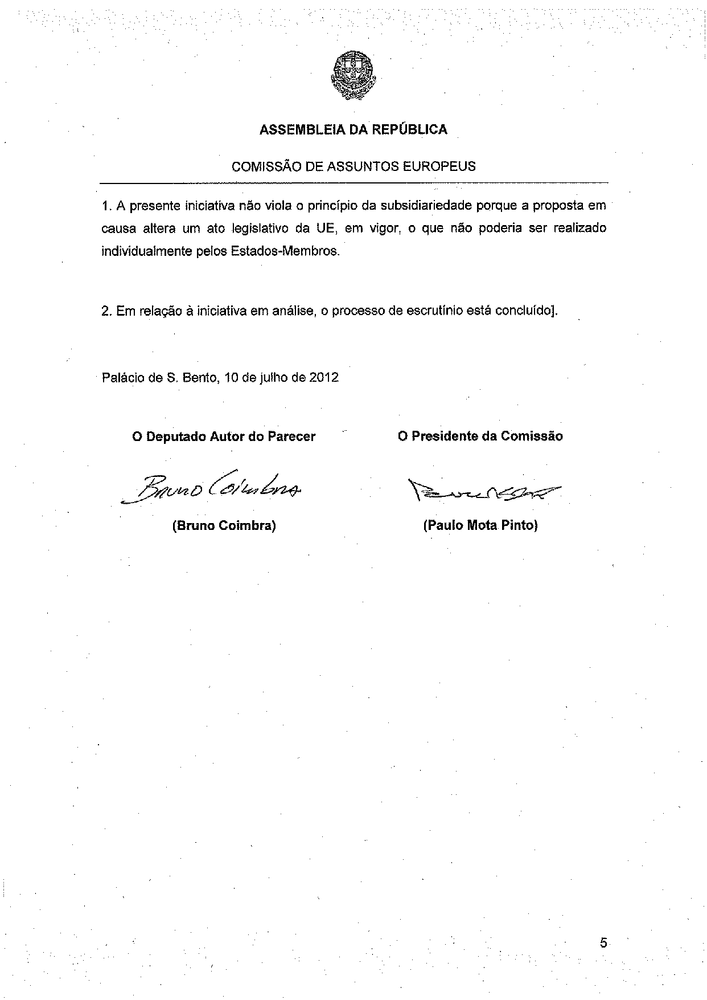 ASSEMBLEIA DA REPÚBLICA
COMISSÃO DE ASSUNTOS EUROPEUS
1. A presente iniciativa não viola o princípio da subsidiariedade porque a proposta em
causa altera um ato legislativo da UE, em vigor, o que não poderia ser realizado
individualmente pelos Estados-Membros.
2. Em relação à iniciativa em análise, o processo de escrutínio está concluído].
Palácio de S. Bento, 10 de julho de 2012
O Deputado Autor do Parecer O Presidente da Comissão
Bruno Coimbra
(Bruno Coimbra) (Paulo Mota Pinto)
5